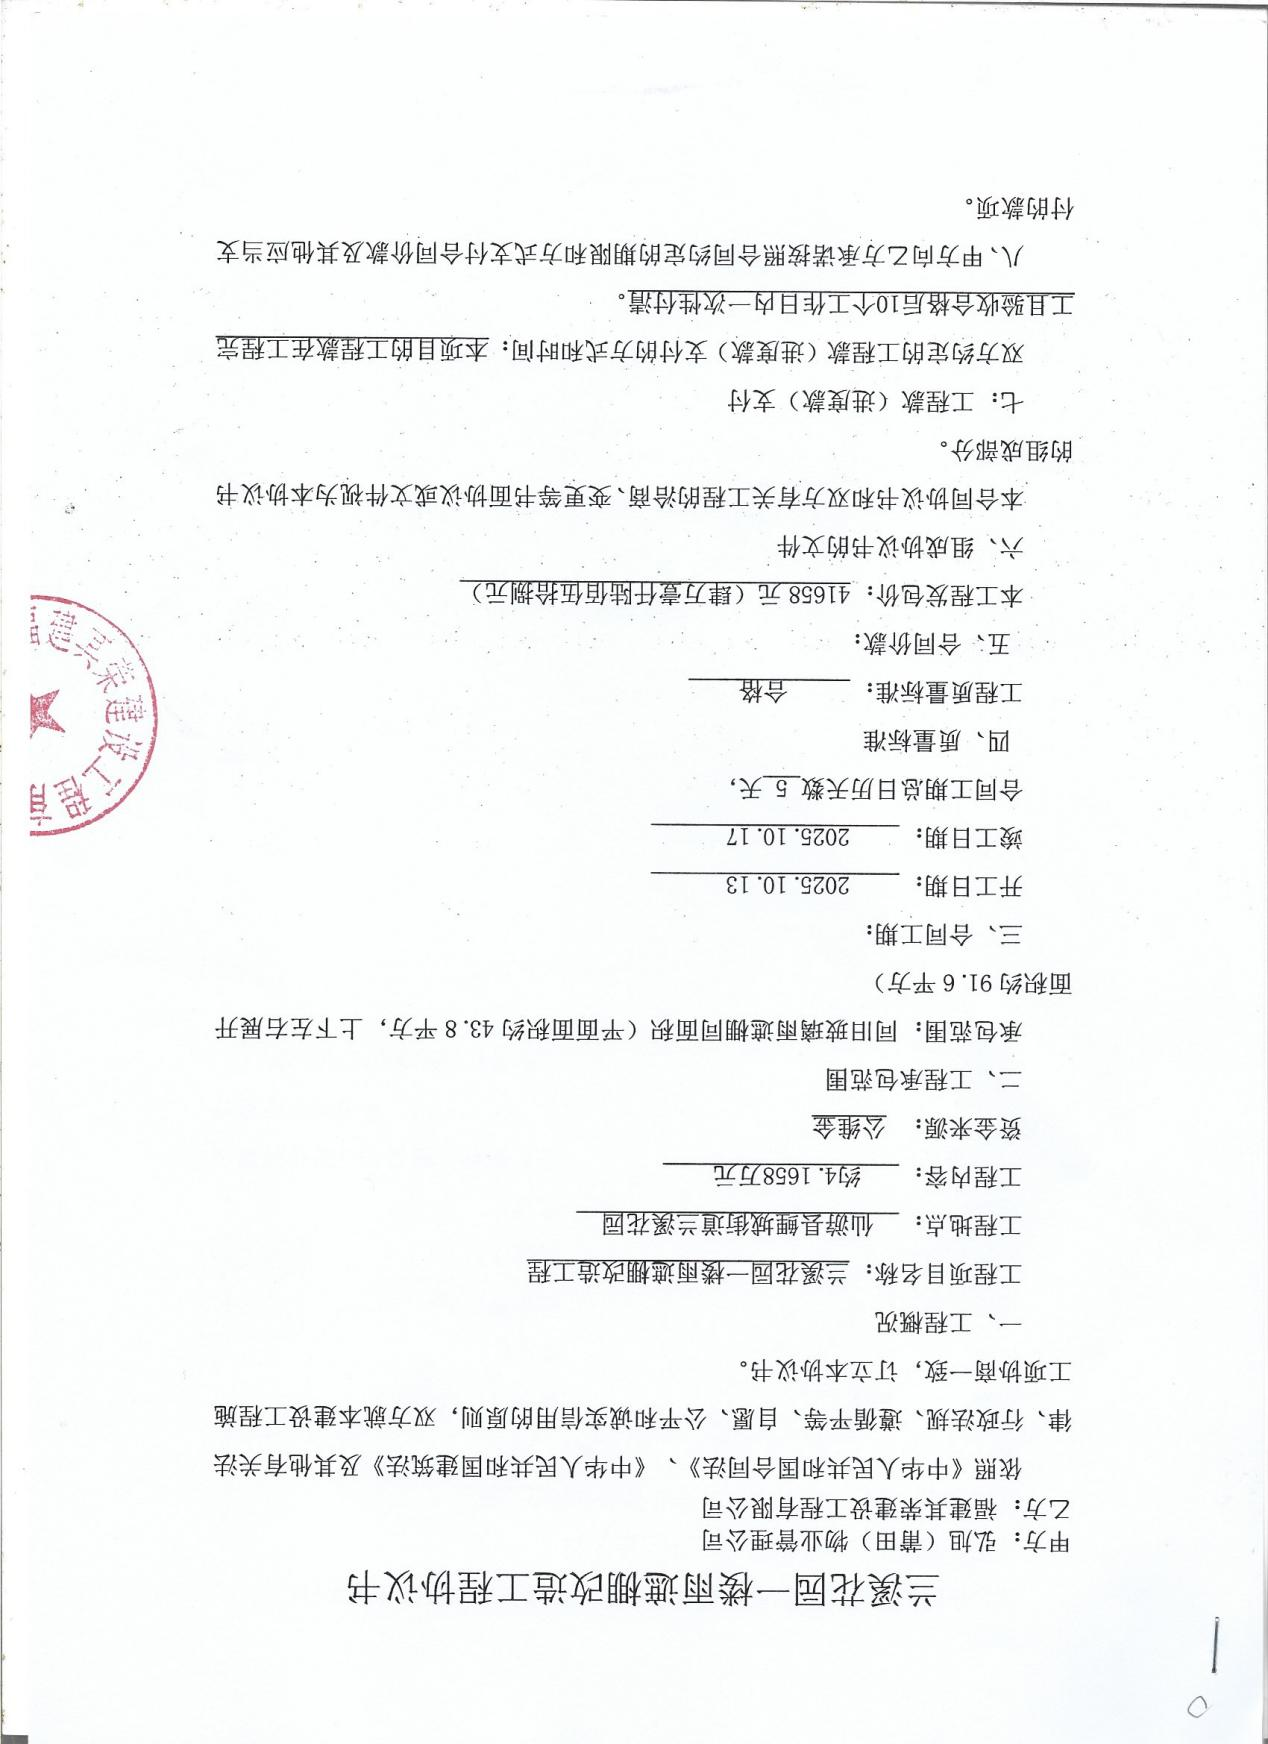 兰溪花园一楼雨遮棚改造工程协议书
甲方：弘旭（莆田）物业管理公司
乙方：福建其荣建设工程有限公司
依照《中华人民共和国合同法》、《中华人民共和国建筑法》及其他有关法
律、行政法规、遵循平等、自愿、公平和诚实信用的原则，双方就本建设工程施
工项协商一致，订立本协议书。
一、工程概况
工程项目名称：兰溪花园一楼雨遮棚改造工程
工程地点：仙游县鲤城街道兰溪花园
工程内容：约4.1658万元
资金来源：公维金
二、工程承包范围
承包范围：同旧玻璃雨遮棚同面积（平面面积约 43.8 平方，上下左右展开
面积约 91.6 平方）
三、合同工期：
开工日期：2025.10.13
竣工日期：2025.10.17
合同工期总日历天数 5 天，
四、质量标准
工程质量标准：合格
五、合同价款：
本工程发包价：41658 元（肆万壹仟陆佰伍拾捌元）
六、组成协议书的文件
本合同协议书和双方有关工程的洽商、变更等书面协议或文件视为本协议书
的组成部分。
七：工程款（进度款）支付
双方约定的工程款（进度款）支付的方式和时间：本项目的工程款在工程完
工且验收合格后10个工作日内一次性付清。
八、甲方向乙方承诺按照合同约定的期限和方式支付合同价款及其他应当支
付的款项。
建其荣建设工程